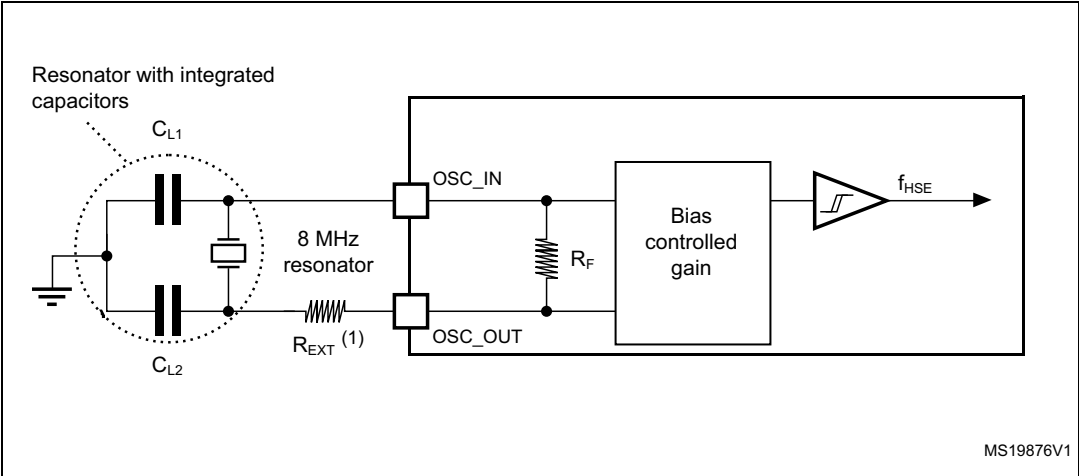 Resonator with integrated
capacitors
CL1
OSC_IN
fHSE
8 MHz
resonator
RF
Bias
controlled
gain
REXT (1)
OSC_OUT
CL2
MS19876V1